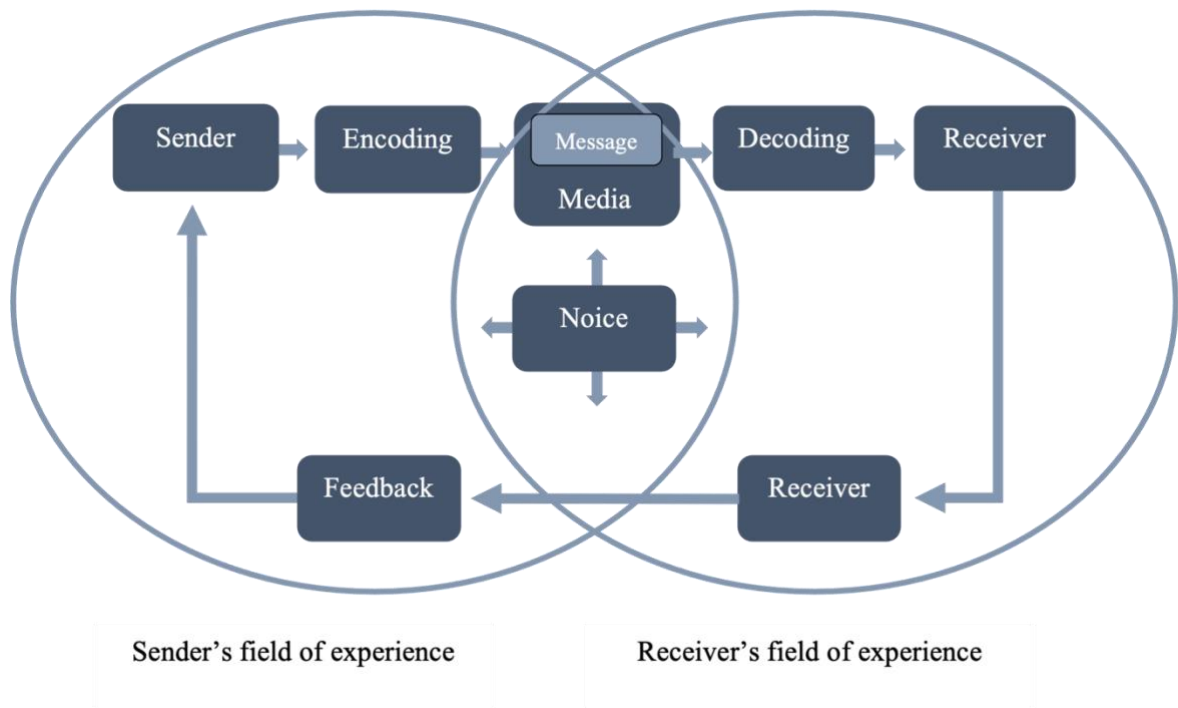 Sender
Encoding
Message
Media
Decoding
Receiver
Noice
Feedback
Receiver
Sender’s field of experience
Receiver’s field of experience